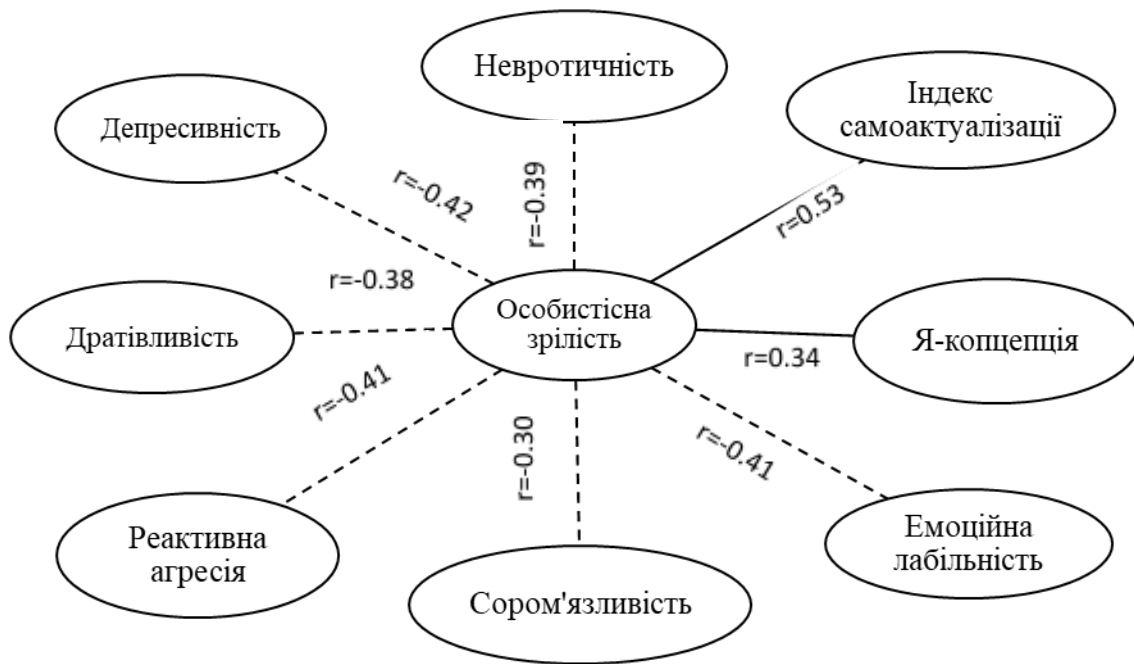 Невротичність
Індекс
самоактуалізації
Депресивність
r=-0.42
r=-0.39
r=0.53
r=-0.38
Особистісна
зрілість
Дратівливість
r=0.34
Я-копцепція
r=-0.41
r=-0.30
r=-0.41
Реактивна
агресія
Сором'язливість
Емоційна
лабільність